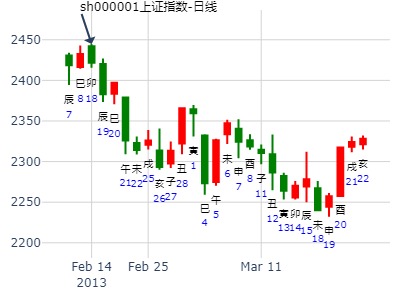 sh000001上证指数-日线
2450
2400
2350
2300
2250
2200
辰
7
巳
8
卯
18
辰
19
巳
20
午
21
未
22
戌
25
亥
26
子
27
丑
28
寅
1
巳
4
午
5
未
6
申
7
酉
8
子
11
丑
12
寅
13
卯
14
辰
15
未
18
申
19
酉
20
戌
21
亥
22
Feb 14
2013
Feb 25
Mar 11